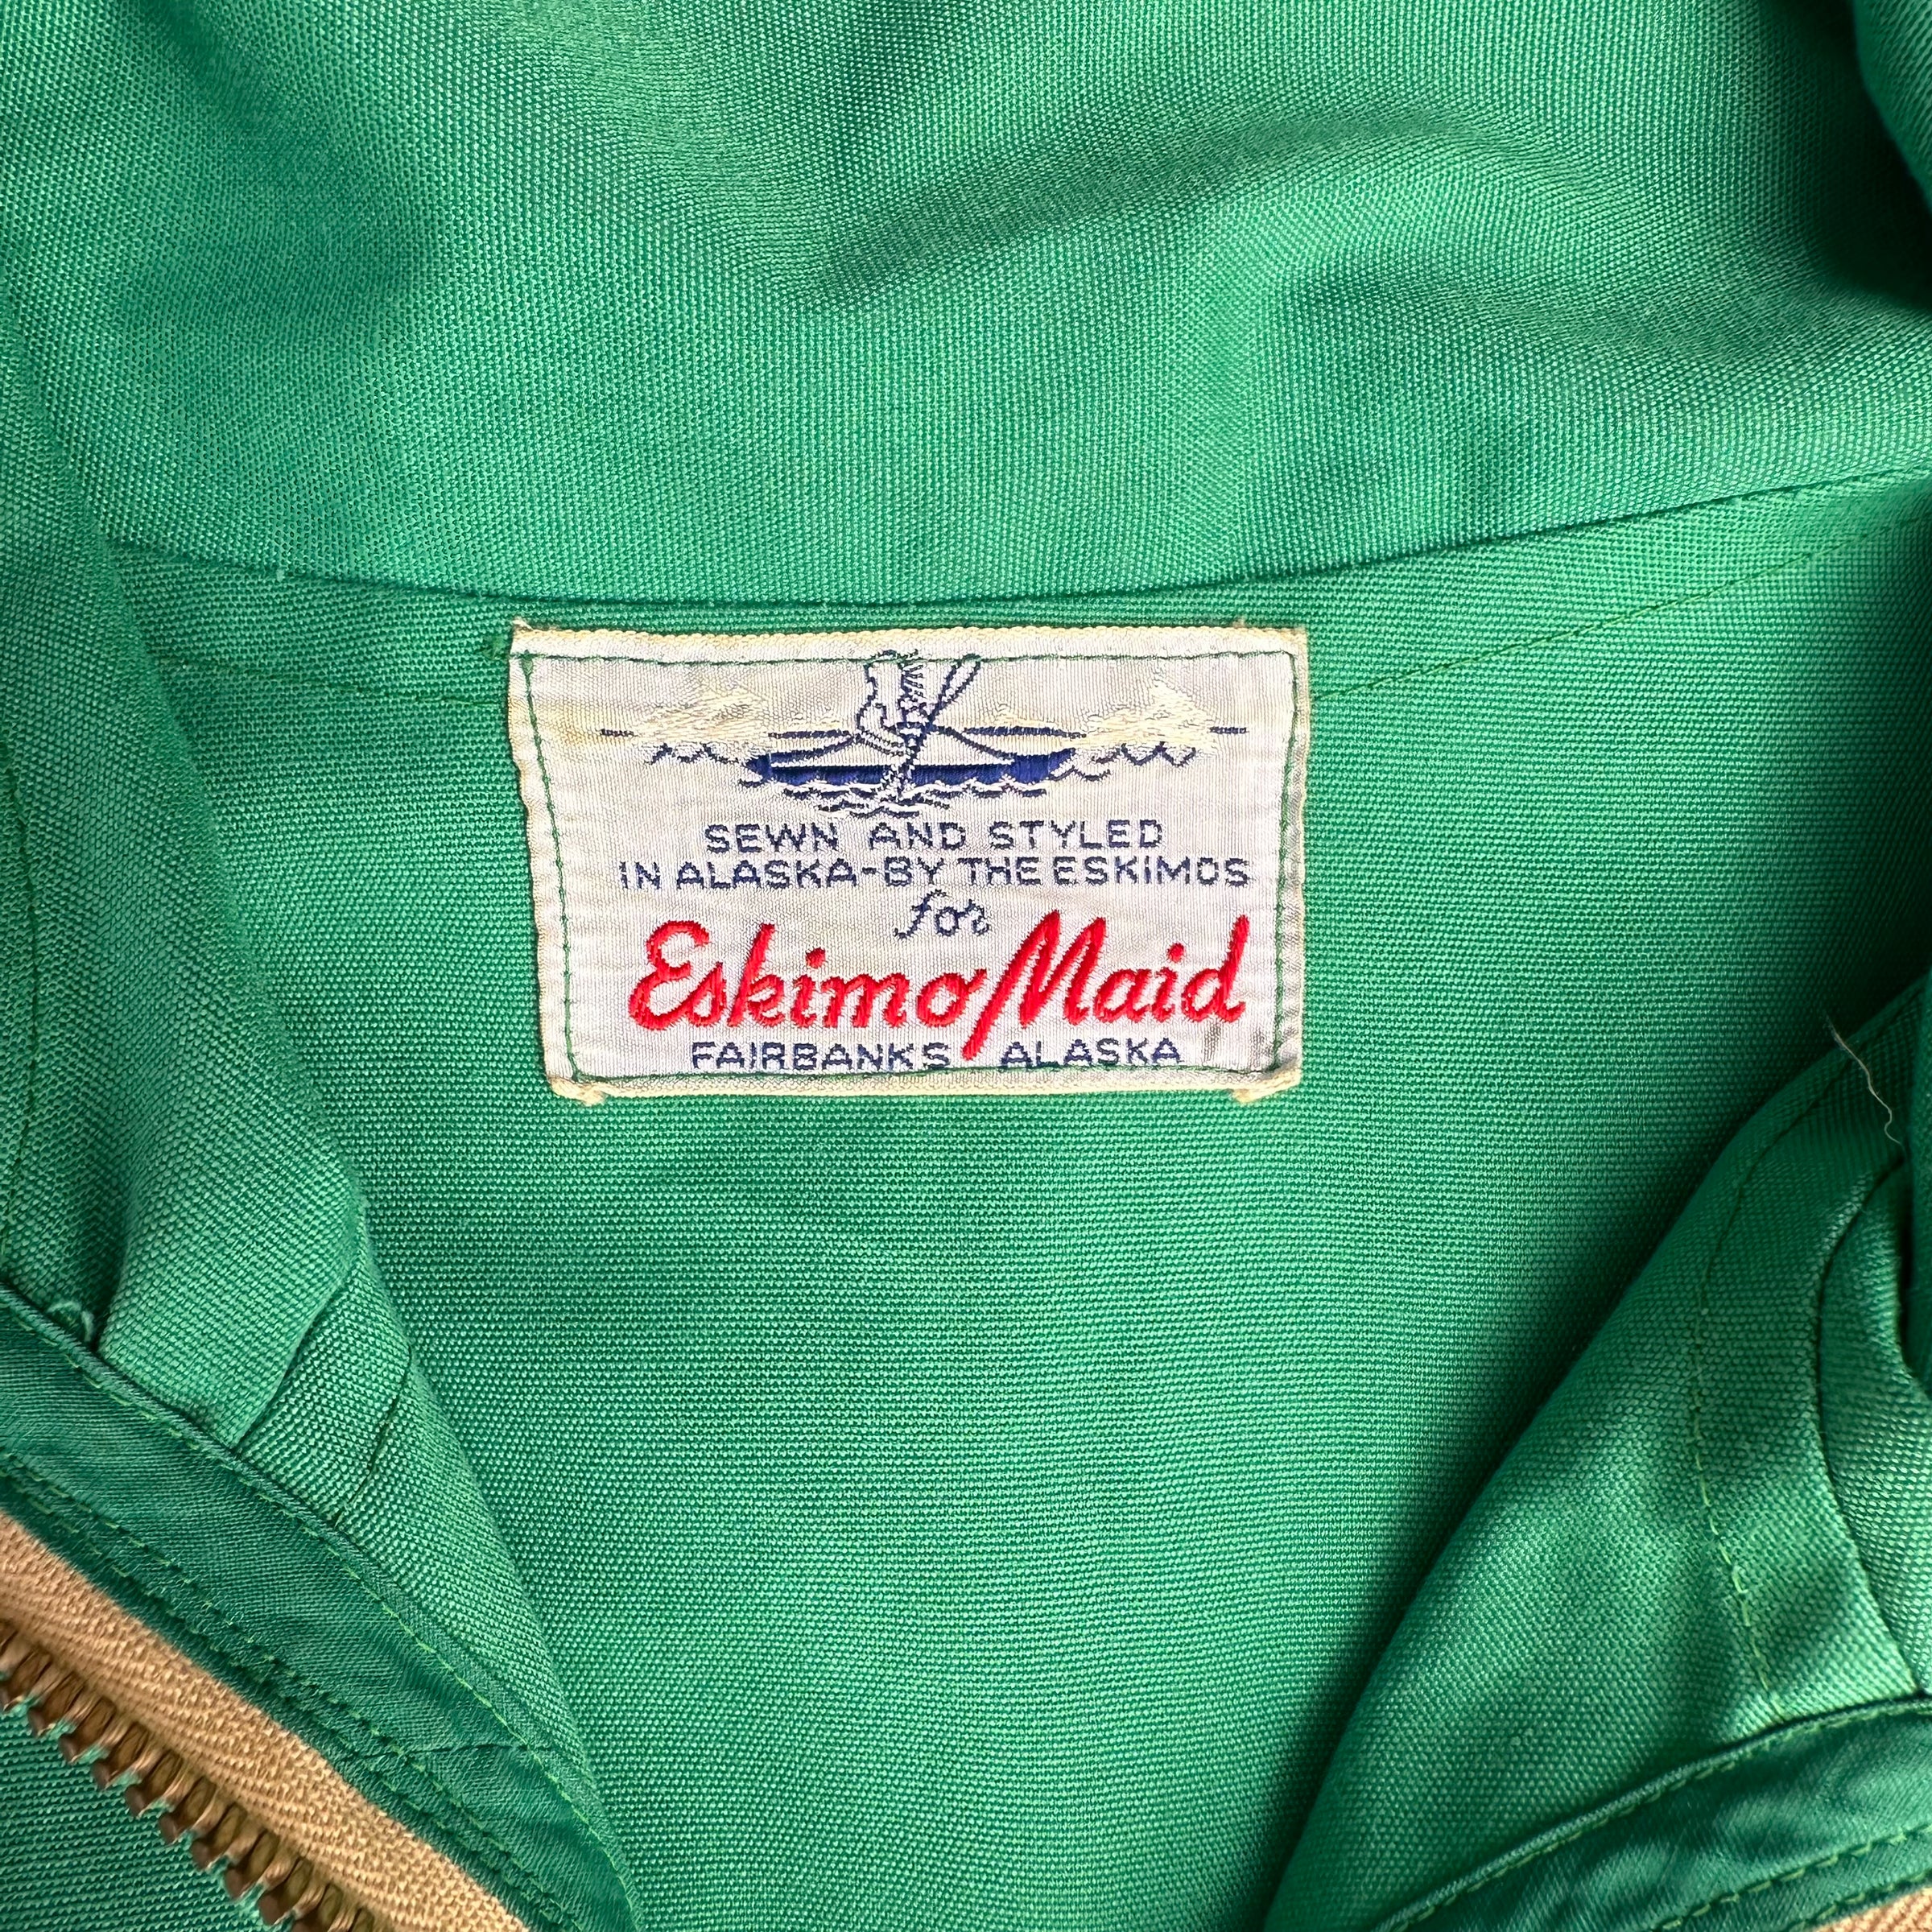 SEWN AND STYLED
IN ALASKA-BY THE ESKIMOS
for
Eskimo Maid
FAIRBANKS ALASKA